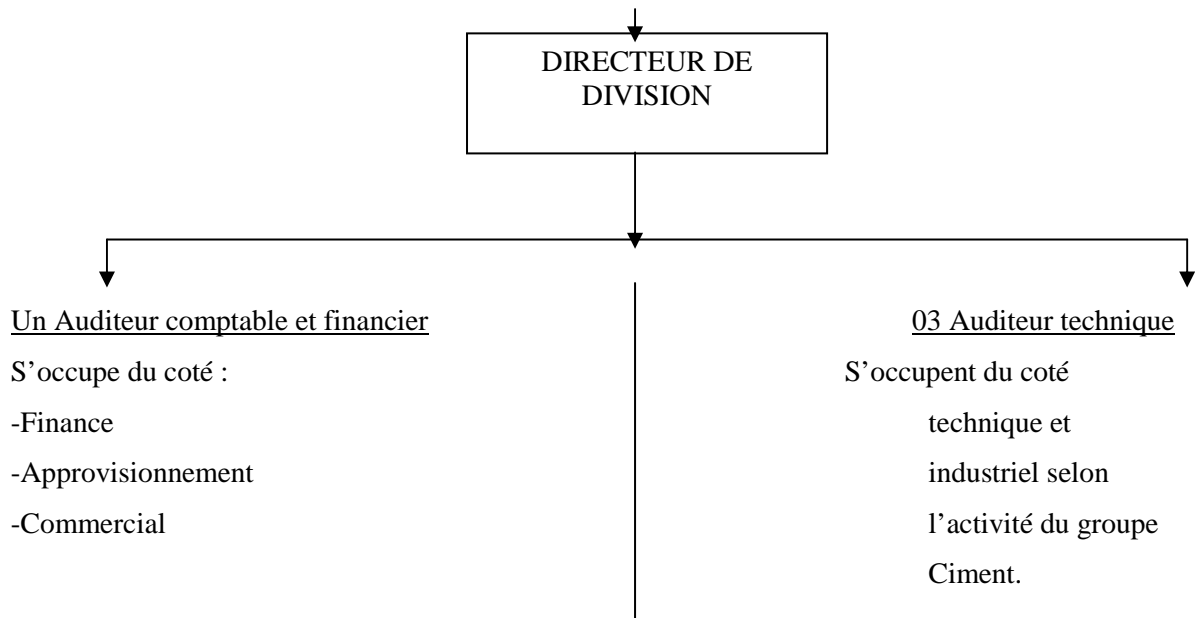 DIRECTEUR DE
DIVISION
Un Auditeur comptable et financier
S’occupe du coté :
-Finance
-Approvisionnement
-Commercial
03 Auditeur technique
S’occupent du coté
technique et
industriel selon
l’activité du groupe
Ciment.